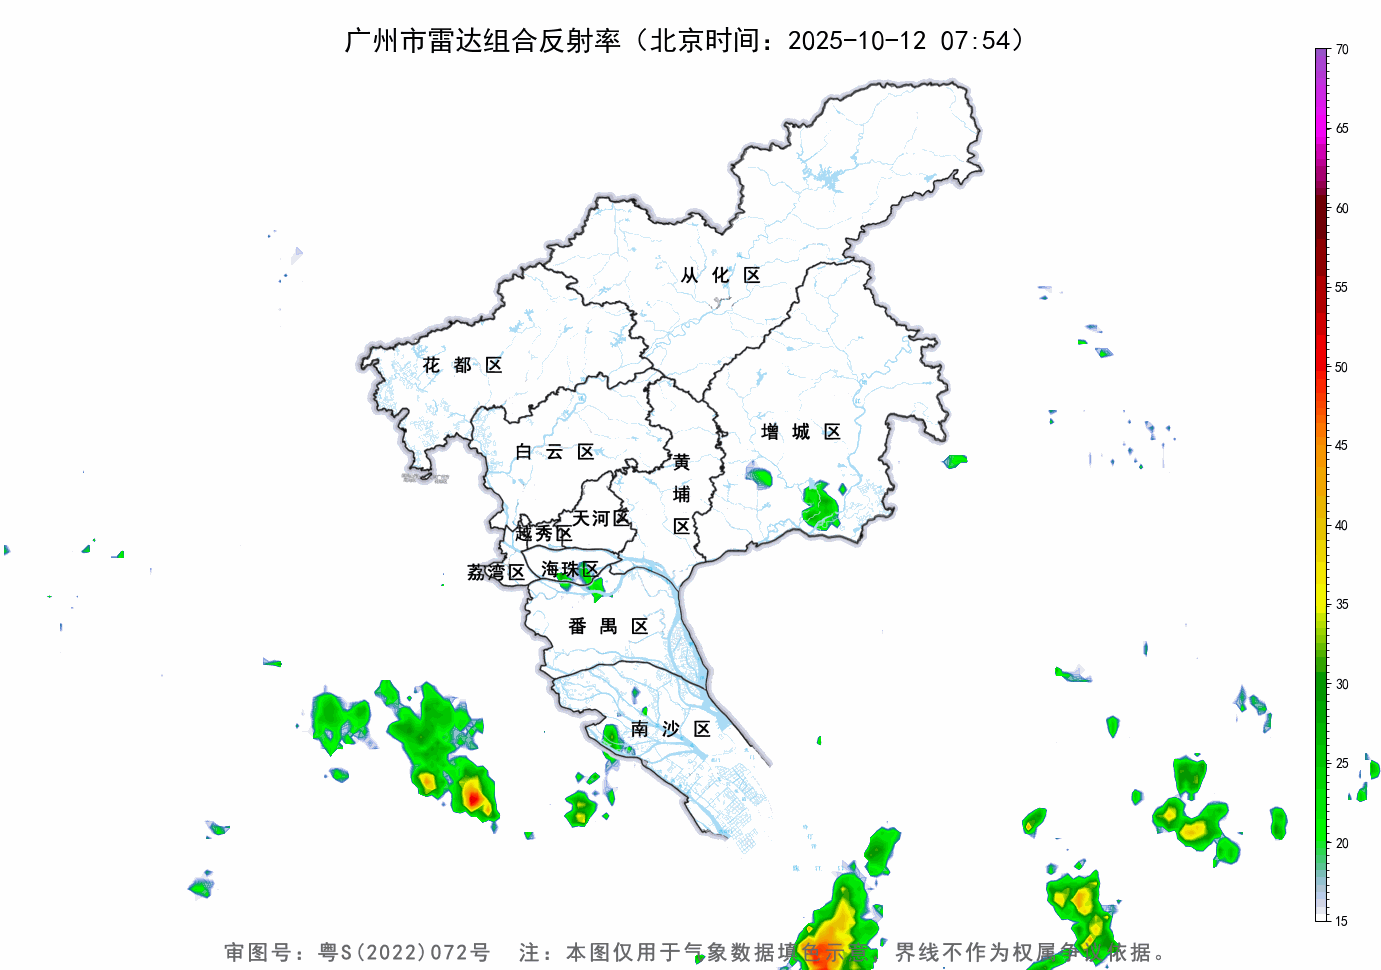 广州市雷达组合反射率（北京时间：2025-10-12 07:54）
70
65
60
55
50
45
40
35
30
25
20
15
从化区
花都区
增城区
白云区
黄埔区
天河区
越秀区
海珠区
荔湾区
番禺区
南沙区
审图号：粤S(2022)072号 注：本图仅用于气象数据填色示意，界线不作为权属争议依据。